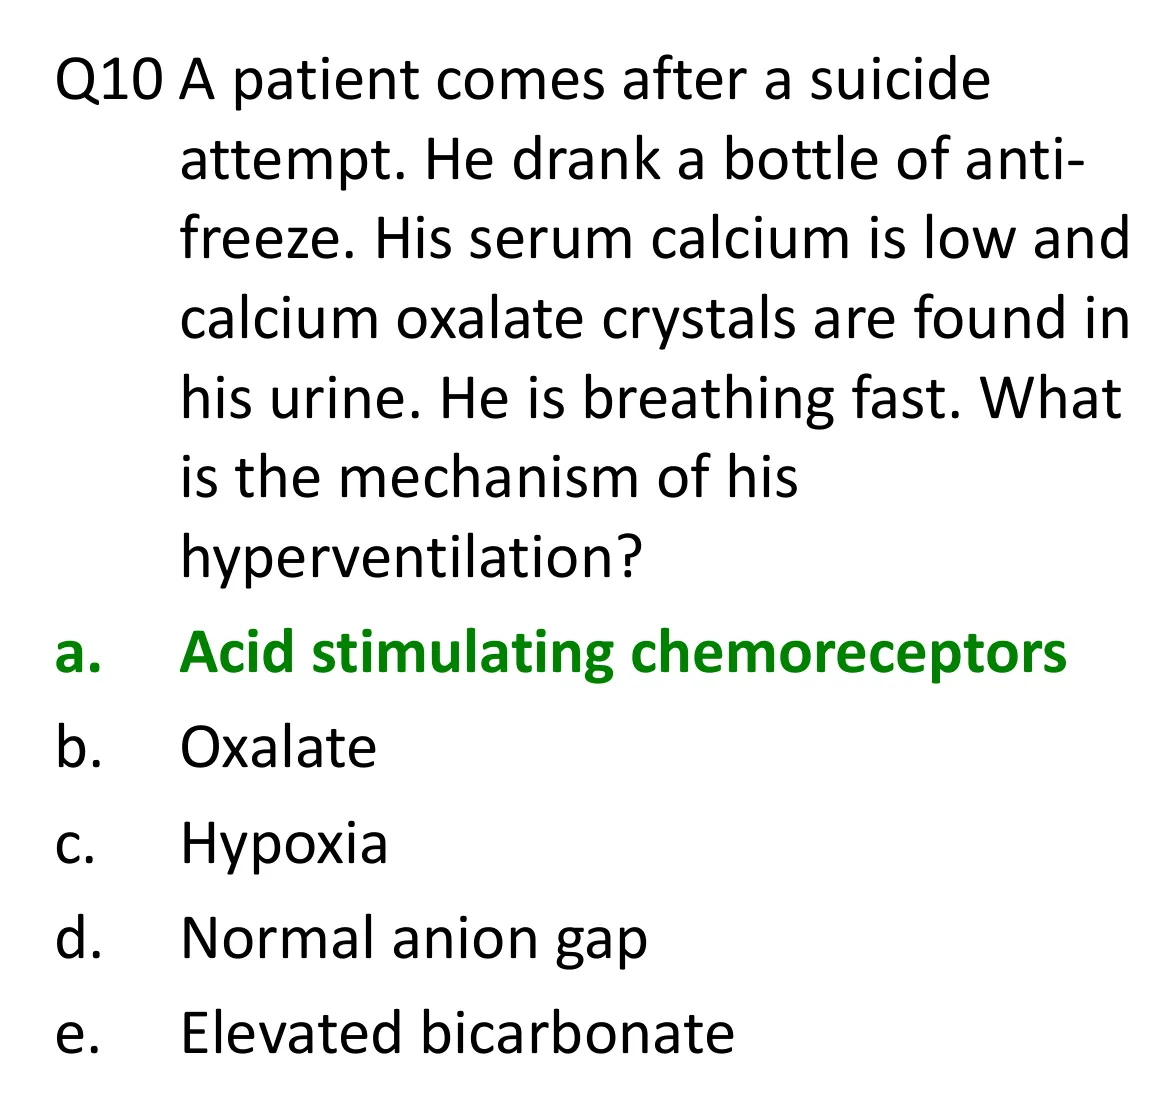 Q10 A patient comes after a suicide
attempt. He drank a bottle of anti-
freeze. His serum calcium is low and
calcium oxalate crystals are found in
his urine. He is breathing fast. What
is the mechanism of his
hyperventilation?
a. Acid stimulating chemoreceptors
b. Oxalate
c. Hypoxia
d. Normal anion gap
e. Elevated bicarbonate